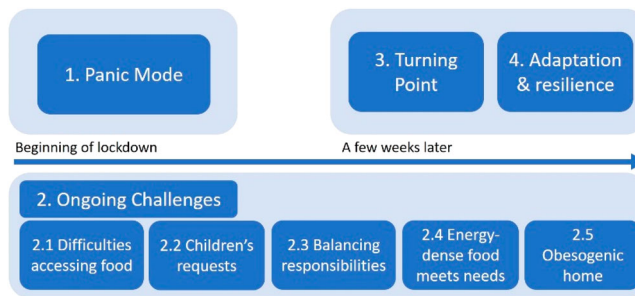 1. Panic Mode
3. Turning
Point
4. Adaptation
& resilience
Beginning of lockdown
A few weeks later
2. Ongoing Challenges
2.1 Difficulties
accessing food
2.2 Children's
requests
2.3 Balancing
responsibilities
2.4 Energy-
dense food
meets needs
2.5
Obesogenic
home